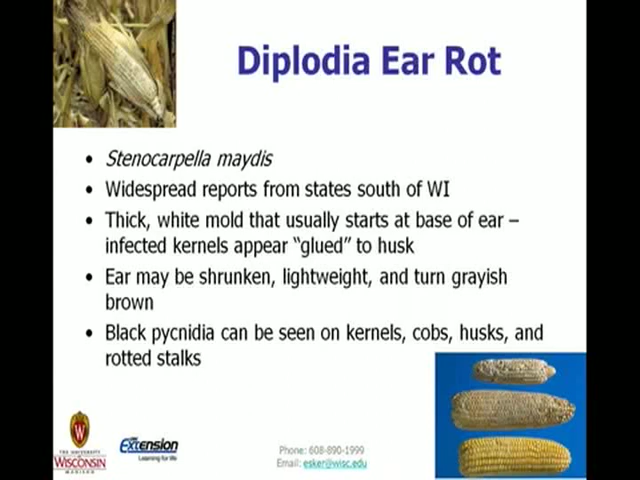 Diplodia Ear Rot
• Stenocarpella maydis
• Widespread reports from states south of WI
• Thick, white mold that usually starts at base of ear –
infected kernels appear “glued” to husk
• Ear may be shrunken, lightweight, and turn grayish
brown
• Black pycnidia can be seen on kernels, cobs, husks, and
rotted stalks
W
THE UNIVERSITY
of
WISCONSIN
MADISON
Extension
Learning for life
Phone: 608-890-1999
Email: esker@wisc.edu